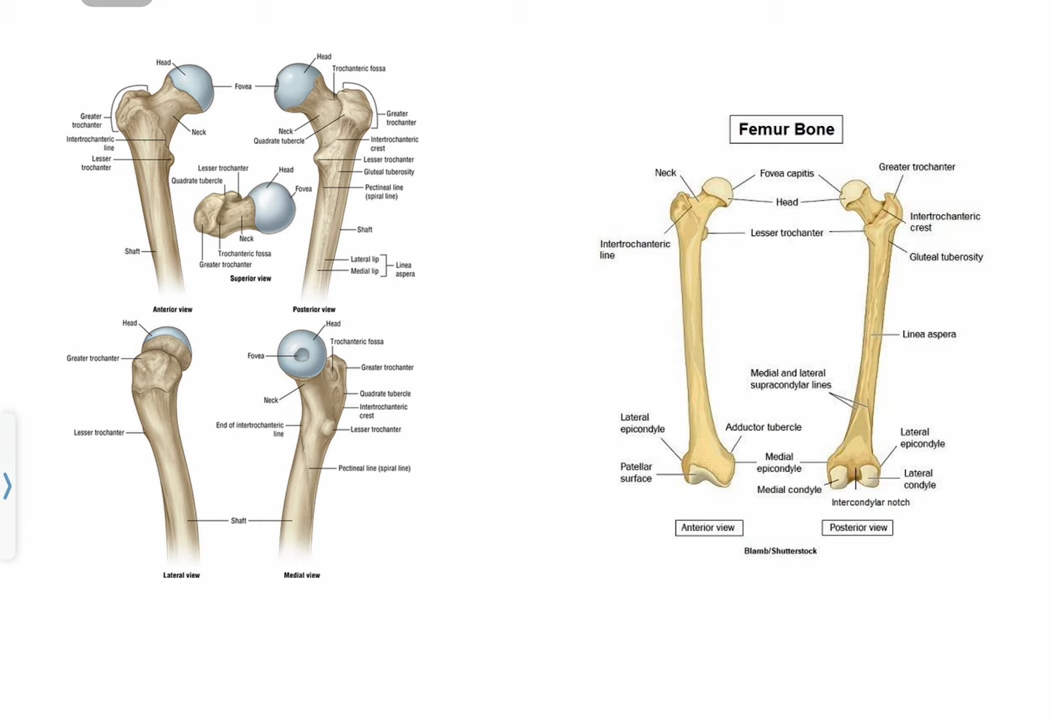 Head
Fovea
Greater
trochanter
Intertrochanteric
line
Lesser
trochanter
Neck
Shaft
Anterior view
Head
Trochanteric fossa
Greater
trochanter
Neck
Quadrate tubercle
Intertrochanteric
crest
Lesser trochanter
Gluteal tuberosity
Pectineal line
(spiral line)
Shaft
Lateral lip
Medial lip
Linea
aspera
Posterior view
Lesser trochanter
Quadrate tubercle
Head
Fovea
Neck
Trochanteric fossa
Greater trochanter
Superior view
Head
Greater trochanter
Lesser trochanter
Shaft
Lateral view
Head
Trochanteric fossa
Fovea
Greater trochanter
Neck
Quadrate tubercle
Intertrochanteric
crest
End of intertrochanteric
line
Lesser trochanter
Pectineal line (spiral line)
Medial view
Femur Bone
Neck
Fovea capitis
Greater trochanter
Head
Intertrochanteric
crest
Lesser trochanter
Intertrochanteric
line
Gluteal tuberosity
Linea aspera
Medial and lateral
supracondylar lines
Lateral
epicondyle
Adductor tubercle
Lateral
epicondyle
Patellar
surface
Medial
epicondyle
Medial condyle
Lateral
condyle
Intercondylar notch
Anterior view
Posterior view
Blamb/Shutterstock